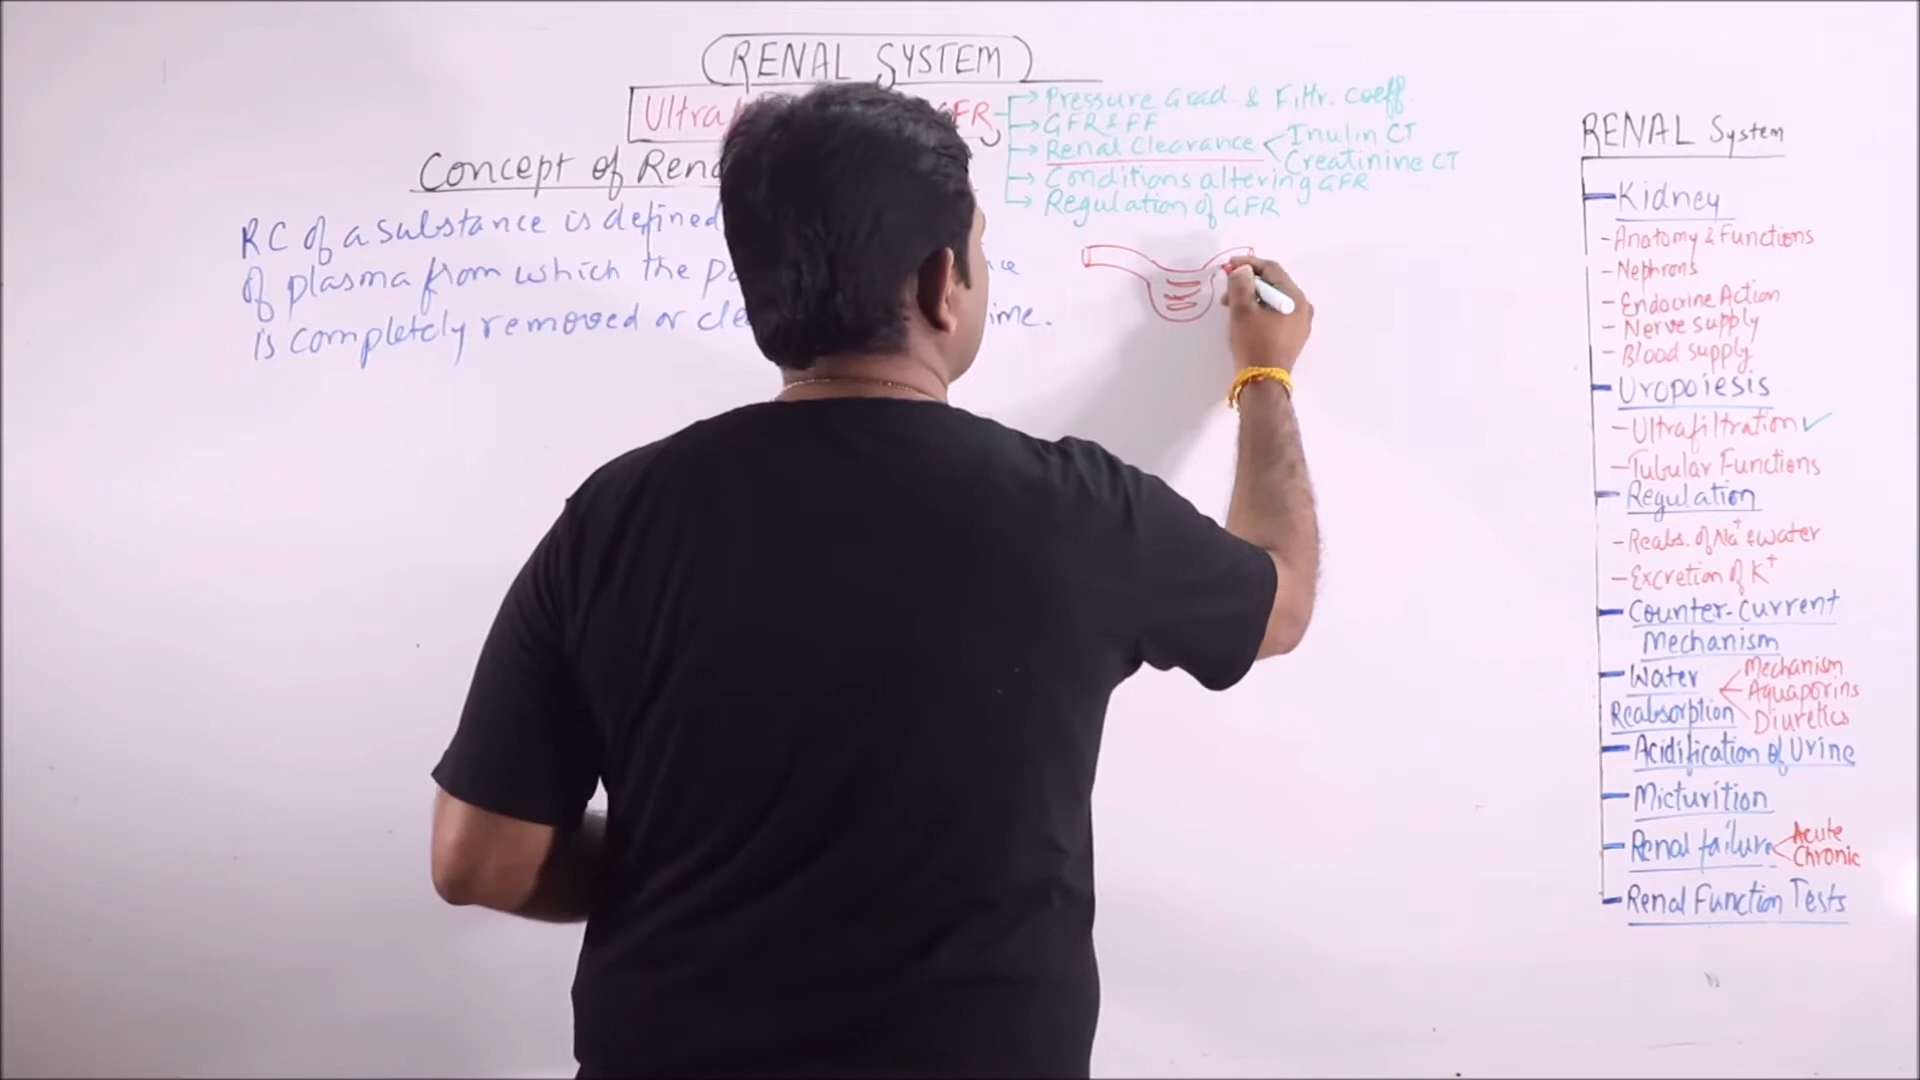 RENAL SYSTEM
GFR
Pressure Grad. & Filtr. coeff
GFR & FF
Renal Clearance
Inulin CT
Creatinine CT
Conditions altering GFR
Regulation of GFR
Concept of
RC of a substance is defined
of plasma from which the
is completely removed or
RENAL System
Kidney
- Anatomy & Functions
- Nephrons
- Endocrine Action
- Nerve supply
- Blood supply
Uropoiesis
- Ultrafiltration ✓
- Tubular Functions
Regulation
- Reabs. of Na+ & water
- Excretion of K+
Counter-Current
Mechanism
Water
Reabsorption
Mechanism
Aquaporins
Diuretics
Acidification of Urine
Micturition
Renal failure
Acute
Chronic
Renal Function Tests